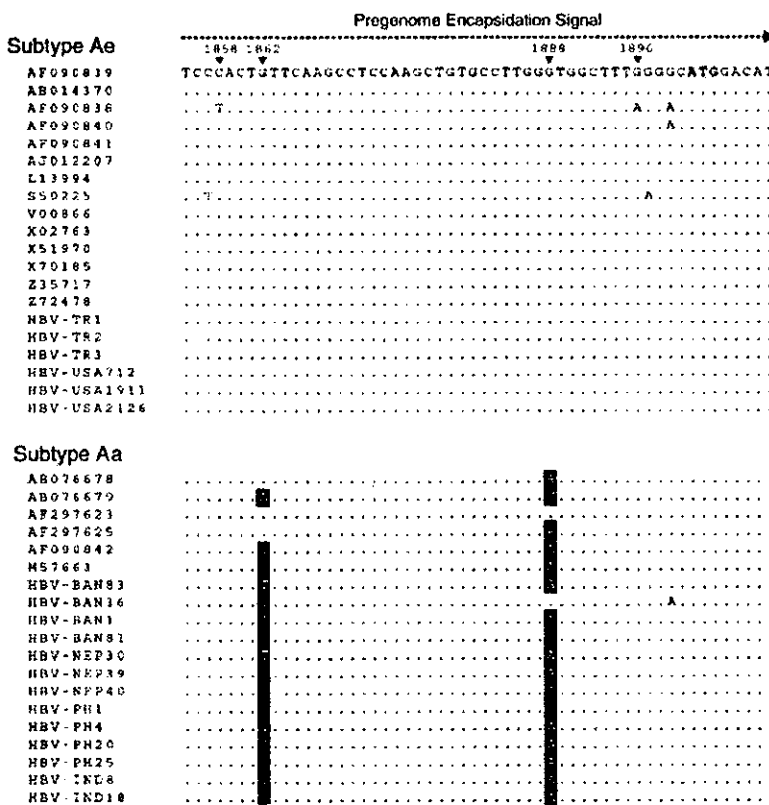 Pregenome Encapsidation Signal
Subtype Ae
1858 1862 1888 1896
AF090839 TCCCACTGTTCAAGCCTCCAAGCTGTGCCTTGGGTGGCTTTGGGGCATGGACAT
AB014370
AF090838 T A A
AF090840 A
AF090841
AJ012207
L13994
S50225 T A
V00866
X02763
X51970
X70185
Z35717
Z72478
HBV-TR1
HBV-TR2
HBV-TR3
HBV-USA712
HBV-USA1911
HBV-USA2126
Subtype Aa
AB076678
AB076679
AF297623
AF297625
AF090842
M57663
HBV-BAN83
HBV-BAN36 A
HBV-BAN1
HBV-BAN81
HBV-NEP30
HBV-NEP39
HBV-NEP40
HBV-PH1
HBV-PH4
HBV-PH20
HBV-PH25
HBV-IND8
HBV-IND18